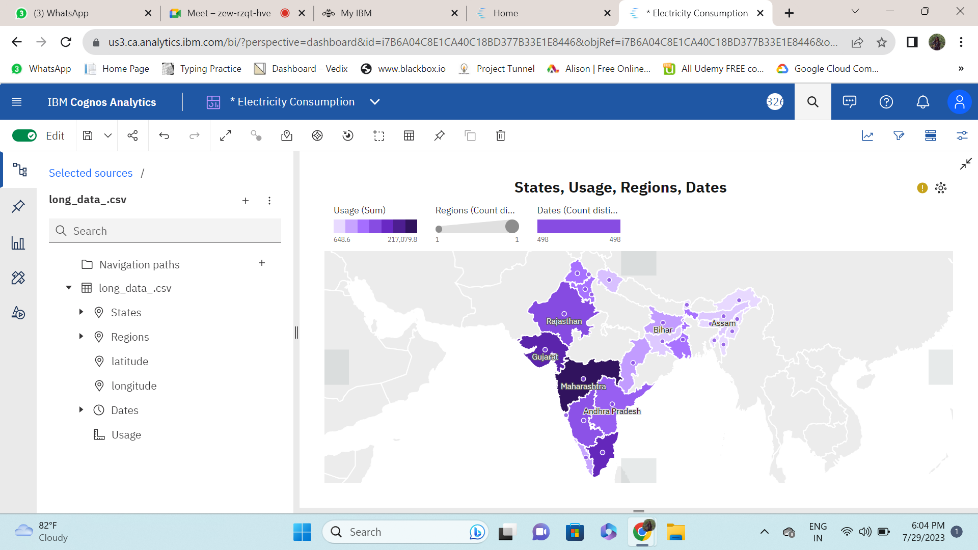 (3) WhatsApp
Meet – zew-rzqt-hve
My IBM
Home
* Electricity Consumption
us3.ca.analytics.ibm.com/bi/?perspective=dashboard&id=i7B6A04C8E1CA40C18BD377B33E1E8446&objRef=i7B6A04C8E1CA40C18BD377B33E1E8446&o...
WhatsApp
Home Page
Typing Practice
Dashboard
Vedix
www.blackbox.io
Project Tunnel
Alison | Free Online...
All Udemy FREE co...
Google Cloud Com...
»
IBM Cognos Analytics
* Electricity Consumption
326
Edit
Selected sources /
long_data_.csv
Search
Navigation paths
long_data_.csv
States
Regions
latitude
longitude
Dates
Usage
States, Usage, Regions, Dates
Usage (Sum)
648.6 217,079.8
Regions (Count di...
1 1
Dates (Count disti...
498 498
Rajasthan
Bihar
Assam
Gujarat
Maharashtra
Andhra Pradesh
82°F
Cloudy
Search
ENG
IN
6:04 PM
7/29/2023
1